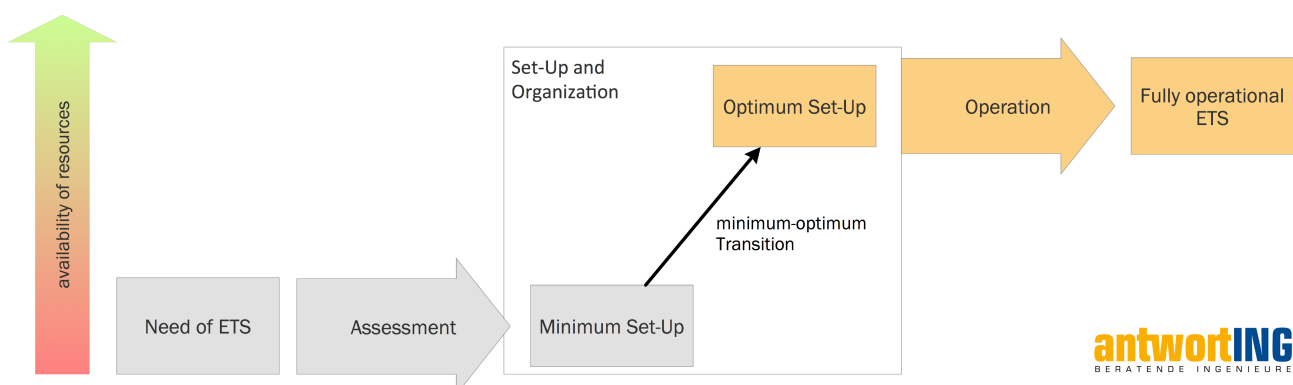 availability of resources
Need of ETS
Assessment
Set-Up and
Organization
Minimum Set-Up
minimum-optimum
Transition
Optimum Set-Up
Operation
Fully operational
ETS
antwortING
BERATENDE INGENIEURE